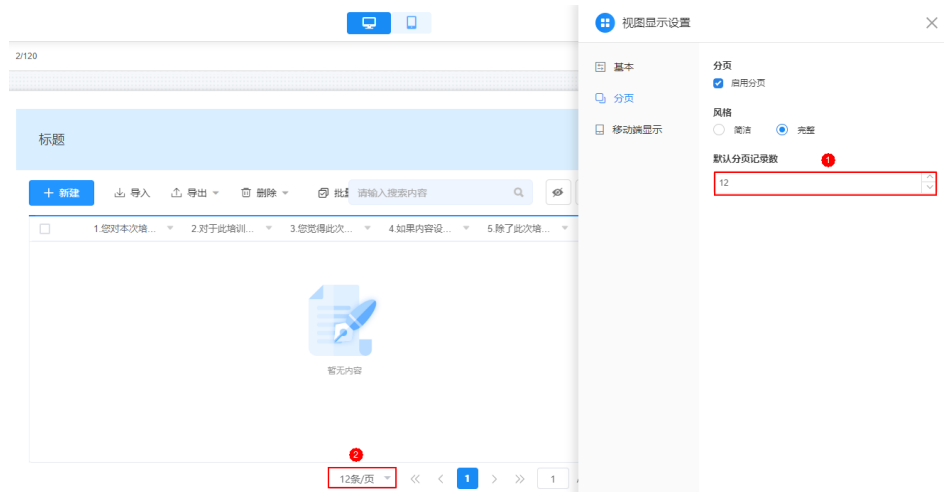 视图显示设置
2/120
基本
分页
移动端显示
分页
启用分页
风格
简洁
完整
默认分页记录数
1
12
标题
新建
导入
导出
删除
请输入搜索内容
1.您对本次培...
2.对于此培训...
3.您觉得此次...
4.如果内容设...
5.除了此次培...
暂无内容
2
12条/页
1
1